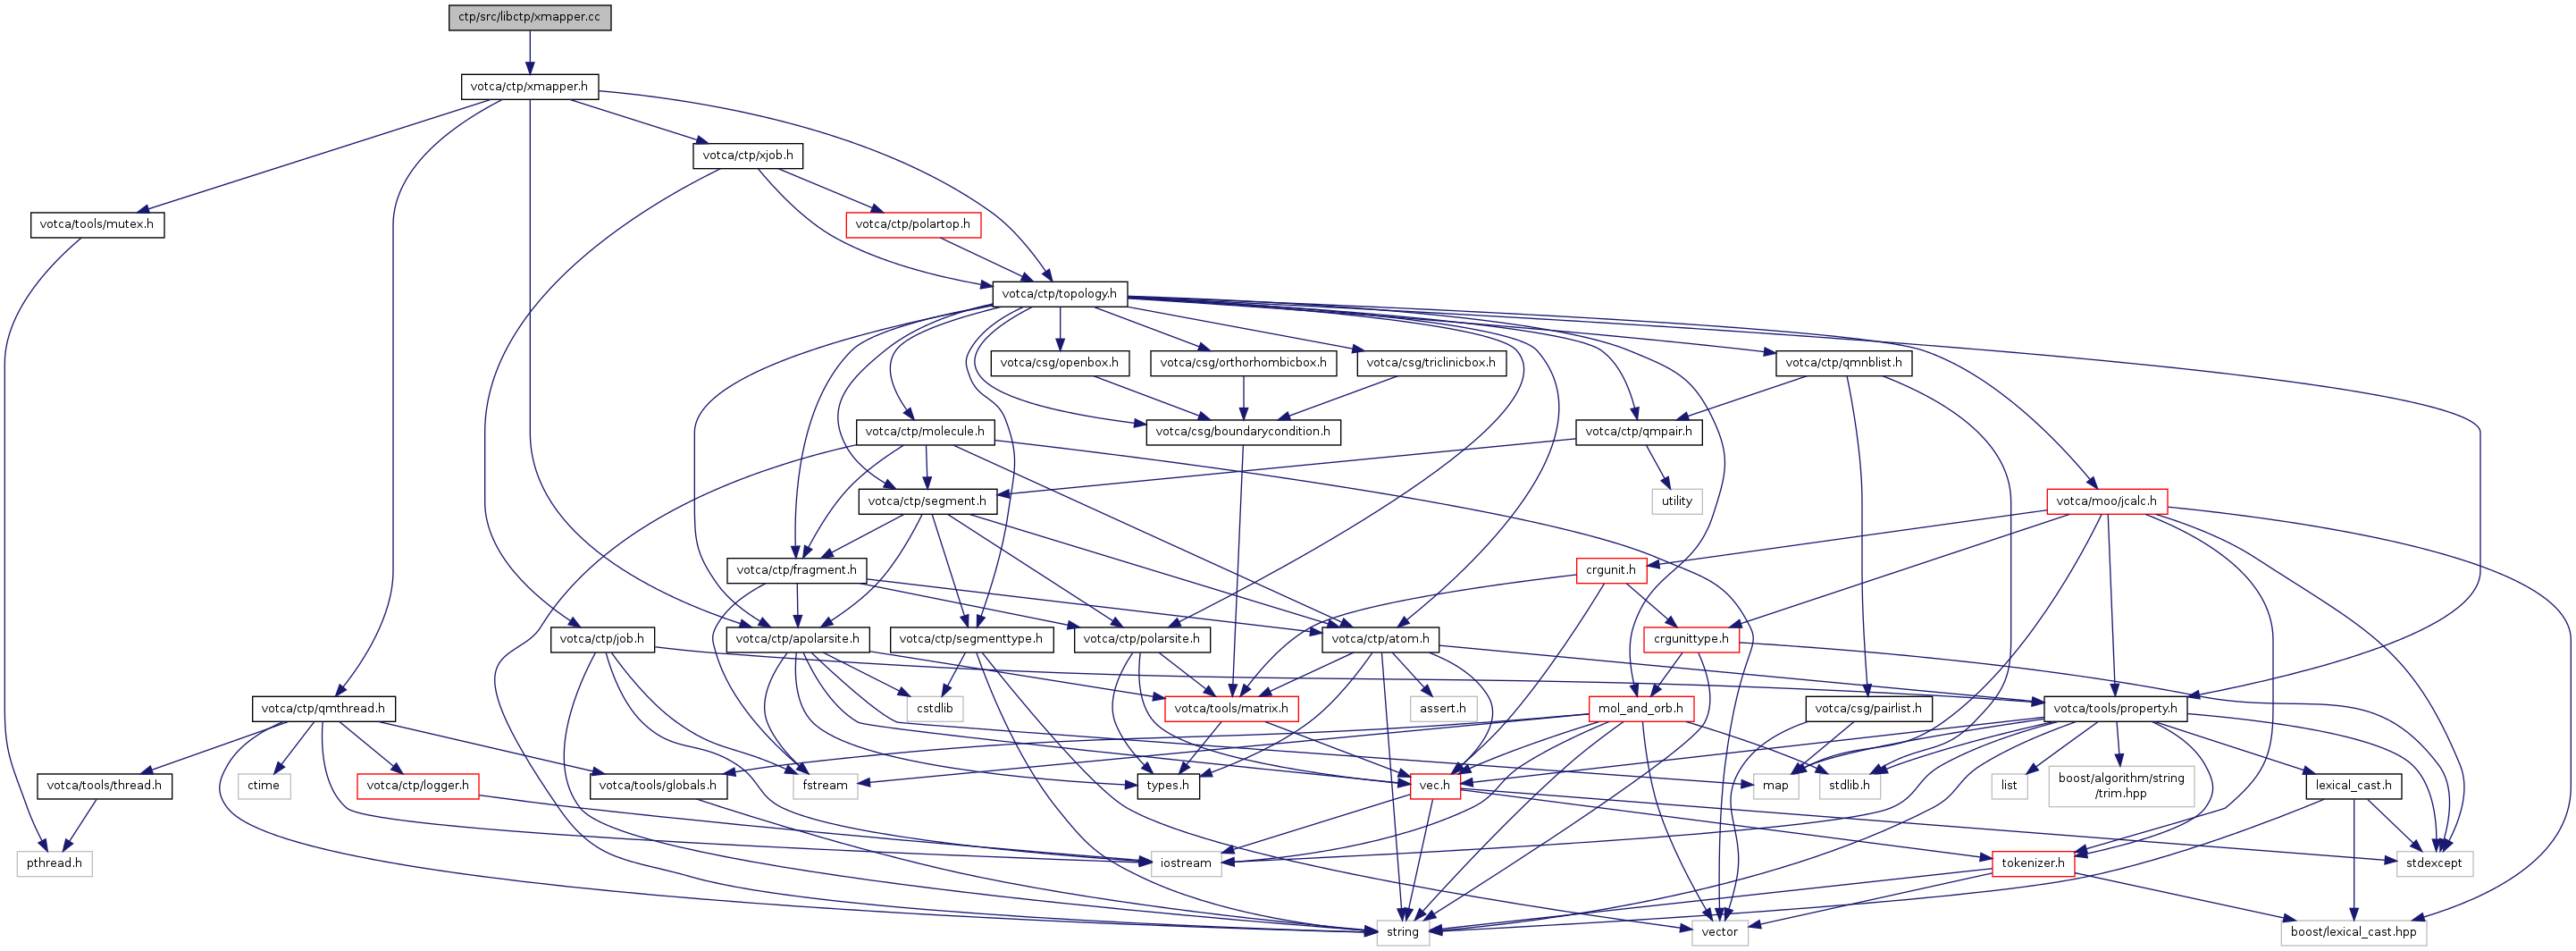 ctp/src/libctp/xmapper.cc
votca/ctp/xmapper.h
votca/ctp/xjob.h
votca/tools/mutex.h
votca/ctp/polartop.h
votca/ctp/topology.h
votca/csg/openbox.h
votca/csg/orthorhombicbox.h
votca/csg/triclinicbox.h
votca/ctp/qmnblist.h
votca/ctp/molecule.h
votca/csg/boundarycondition.h
votca/ctp/qmpair.h
votca/ctp/segment.h
utility
votca/moo/jcalc.h
votca/ctp/fragment.h
crgunit.h
votca/ctp/job.h
votca/ctp/apolarsite.h
votca/ctp/segmenttype.h
votca/ctp/polarsite.h
votca/ctp/atom.h
crgunittype.h
votca/ctp/qmthread.h
cstdlib
votca/tools/matrix.h
assert.h
mol_and_orb.h
votca/csg/pairlist.h
votca/tools/property.h
votca/tools/thread.h
ctime
votca/ctp/logger.h
votca/tools/globals.h
fstream
types.h
vec.h
map
stdlib.h
list
boost/algorithm/string
/trim.hpp
lexical_cast.h
pthread.h
iostream
tokenizer.h
stdexcept
string
vector
boost/lexical_cast.hpp